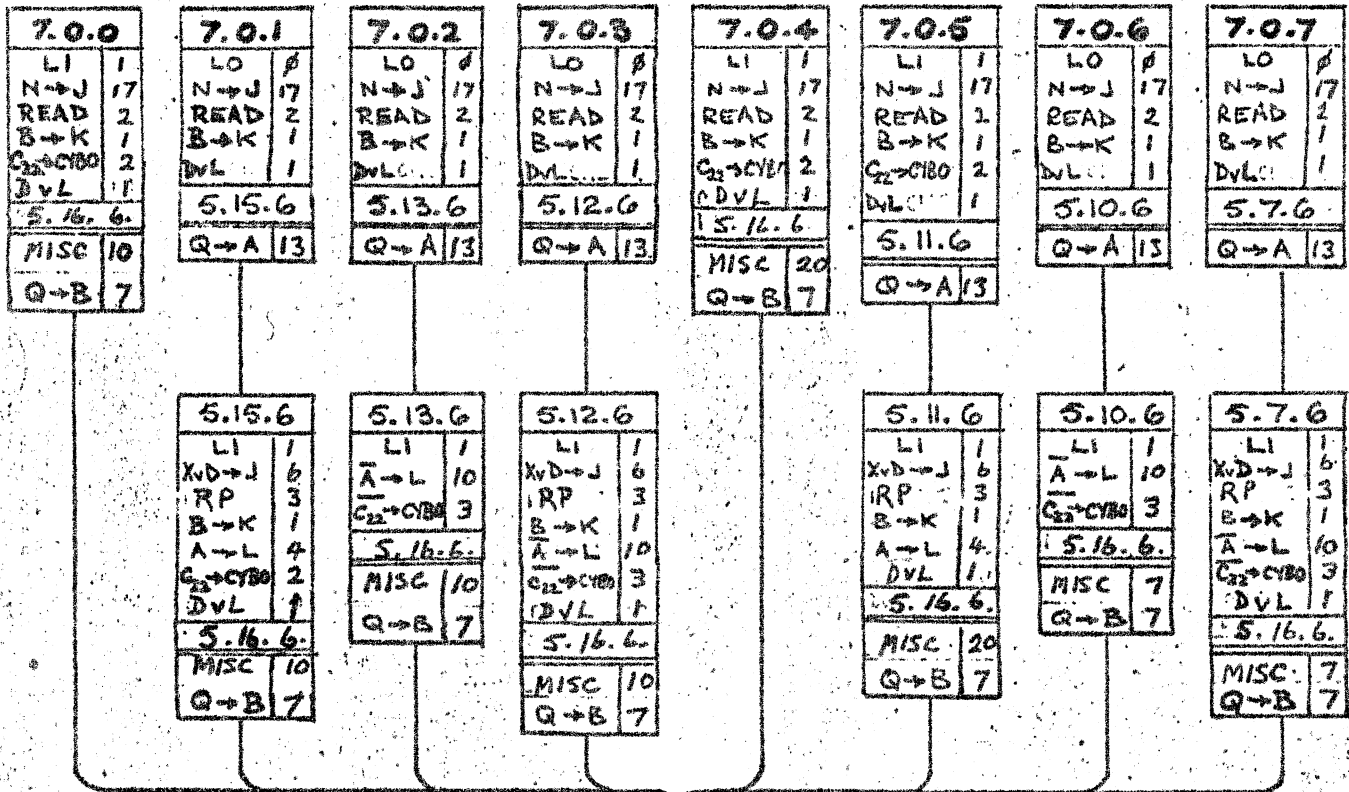 7.0.0
LI 1
N→J 17
READ 2
B→K 1
C₂₂→CYBO 2
DvL 1
5.16.6.
MISC 10
Q→B 7
7.0.1
LO ∅
N→J 17
READ 2
B→K 1
DvL 1
5.15.6
Q→A 13
7.0.2
LO ∅
N→J 17
READ 2
B→K 1
DvL 1
5.13.6
Q→A 13
7.0.3
LO ∅
N→J 17
READ 2
B→K 1
DvL 1
5.12.6
Q→A 13
7.0.4
LI 1
N→J 17
READ 2
B→K 1
C₂₂→CYB 2
DVL 1
5.16.6
MISC 20
Q→B 7
7.0.5
LI 1
N→J 17
READ 2
B→K 1
C₂₂→CYBO 2
DvL 1
5.11.6
Q→A 13
7.0.6
LO ∅
N→J 17
READ 2
B→K 1
DvL 1
5.10.6
Q→A 13
7.0.7
LO ∅
N→J 17
READ 2
B→K 1
DvL 1
5.7.6
Q→A 13
5.15.6
LI 1
XvD→J 6
RP 3
B→K 1
A→L 4
C₂₂→CYBO 2
DvL 1
5.16.6.
MISC 10
Q→B 7
5.13.6
LI 1
A̅→L 10
C̅₂₂→CYBO 3
5.16.6.
MISC 10
Q→B 7
5.12.6
LI 1
XvD→J 6
RP 3
B→K 1
A̅→L 10
C̅₂₂→CYBO 3
DvL 1
5.16.6.
MISC 10
Q→B 7
5.11.6
LI 1
XvD→J 6
RP 3
B→K 1
A→L 4
DVL 1
5.16.6.
MISC 20
Q→B 7
5.10.6
LI 1
A̅→L 10
C̅₂₂→CYBO 3
5.16.6.
MISC 7
Q→B 7
5.7.6
LI 1
XvD→J 6
RP 3
B→K 1
A̅→L 10
C̅₂₂→CYBO 3
DVL 1
5.16.6.
MISC 7
Q→B 7